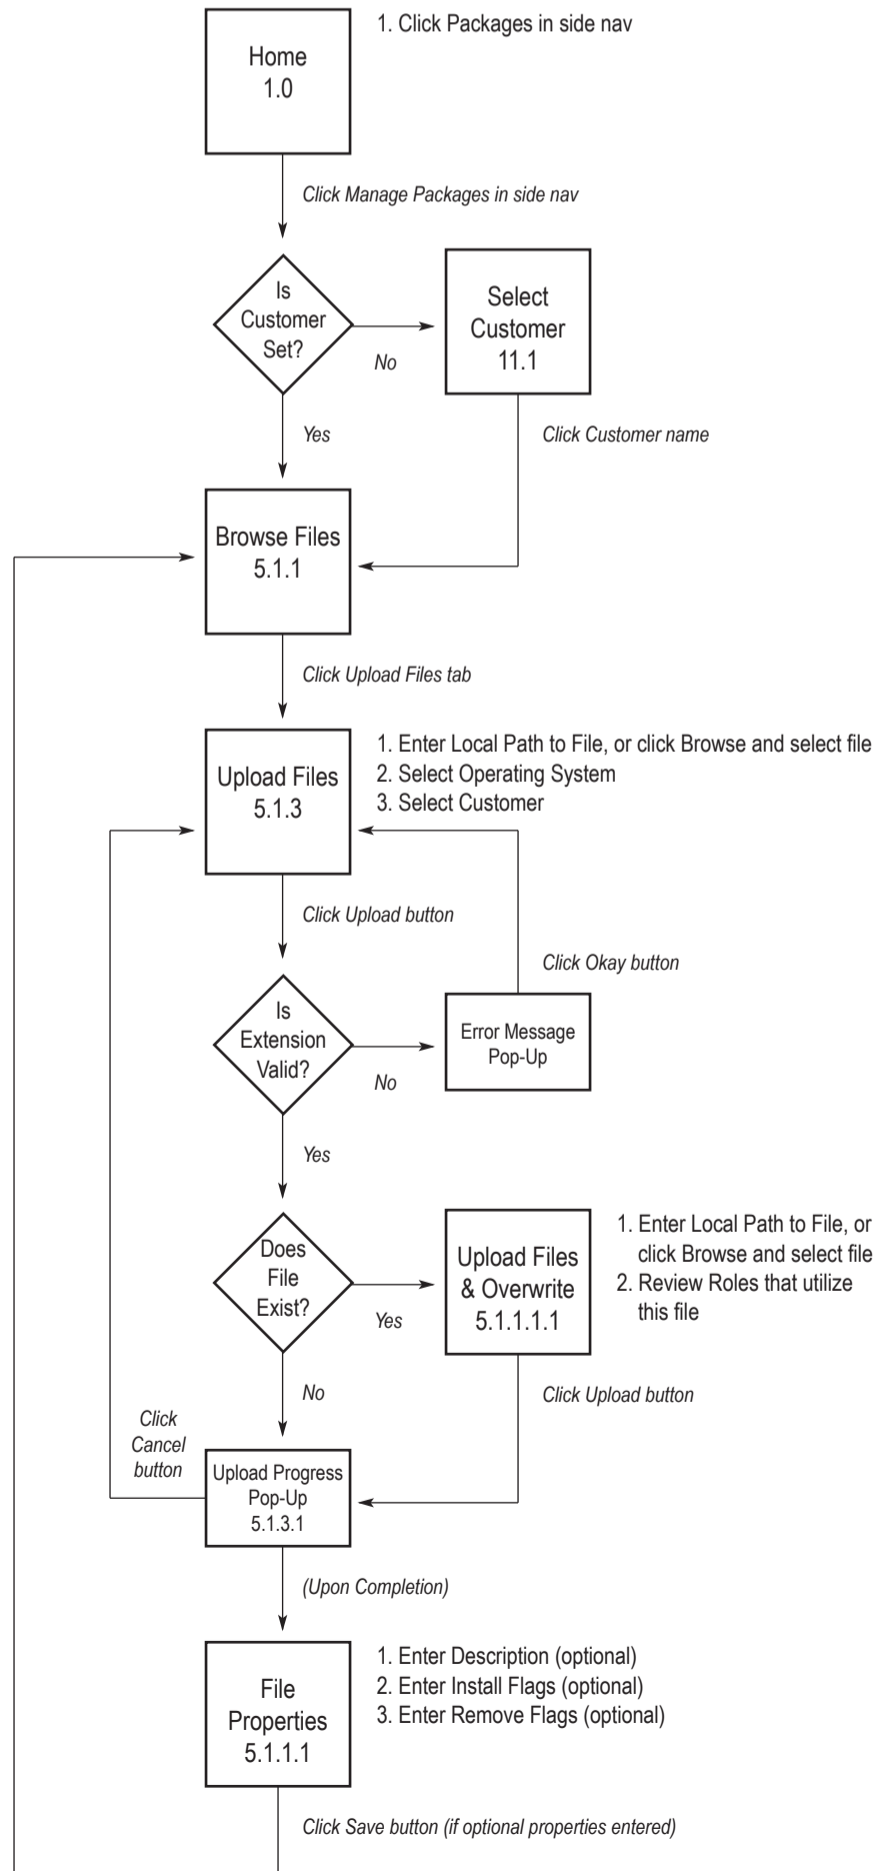 1. Click Packages in side nav
Home
1.0
Click Manage Packages in side nav
Is
Customer
Set?
No
Select
Customer
11.1
Yes
Click Customer name
Browse Files
5.1.1
Click Upload Files tab
Upload Files
5.1.3
1. Enter Local Path to File, or click Browse and select file
2. Select Operating System
3. Select Customer
Click Upload button
Click Okay button
Is
Extension
Valid?
No
Error Message
Pop-Up
Yes
Does
File
Exist?
Yes
Upload Files
& Overwrite
5.1.1.1.1
1. Enter Local Path to File, or
click Browse and select file
2. Review Roles that utilize
this file
No
Click Upload button
Click
Cancel
button
Upload Progress
Pop-Up
5.1.3.1
(Upon Completion)
File
Properties
5.1.1.1
1. Enter Description (optional)
2. Enter Install Flags (optional)
3. Enter Remove Flags (optional)
Click Save button (if optional properties entered)